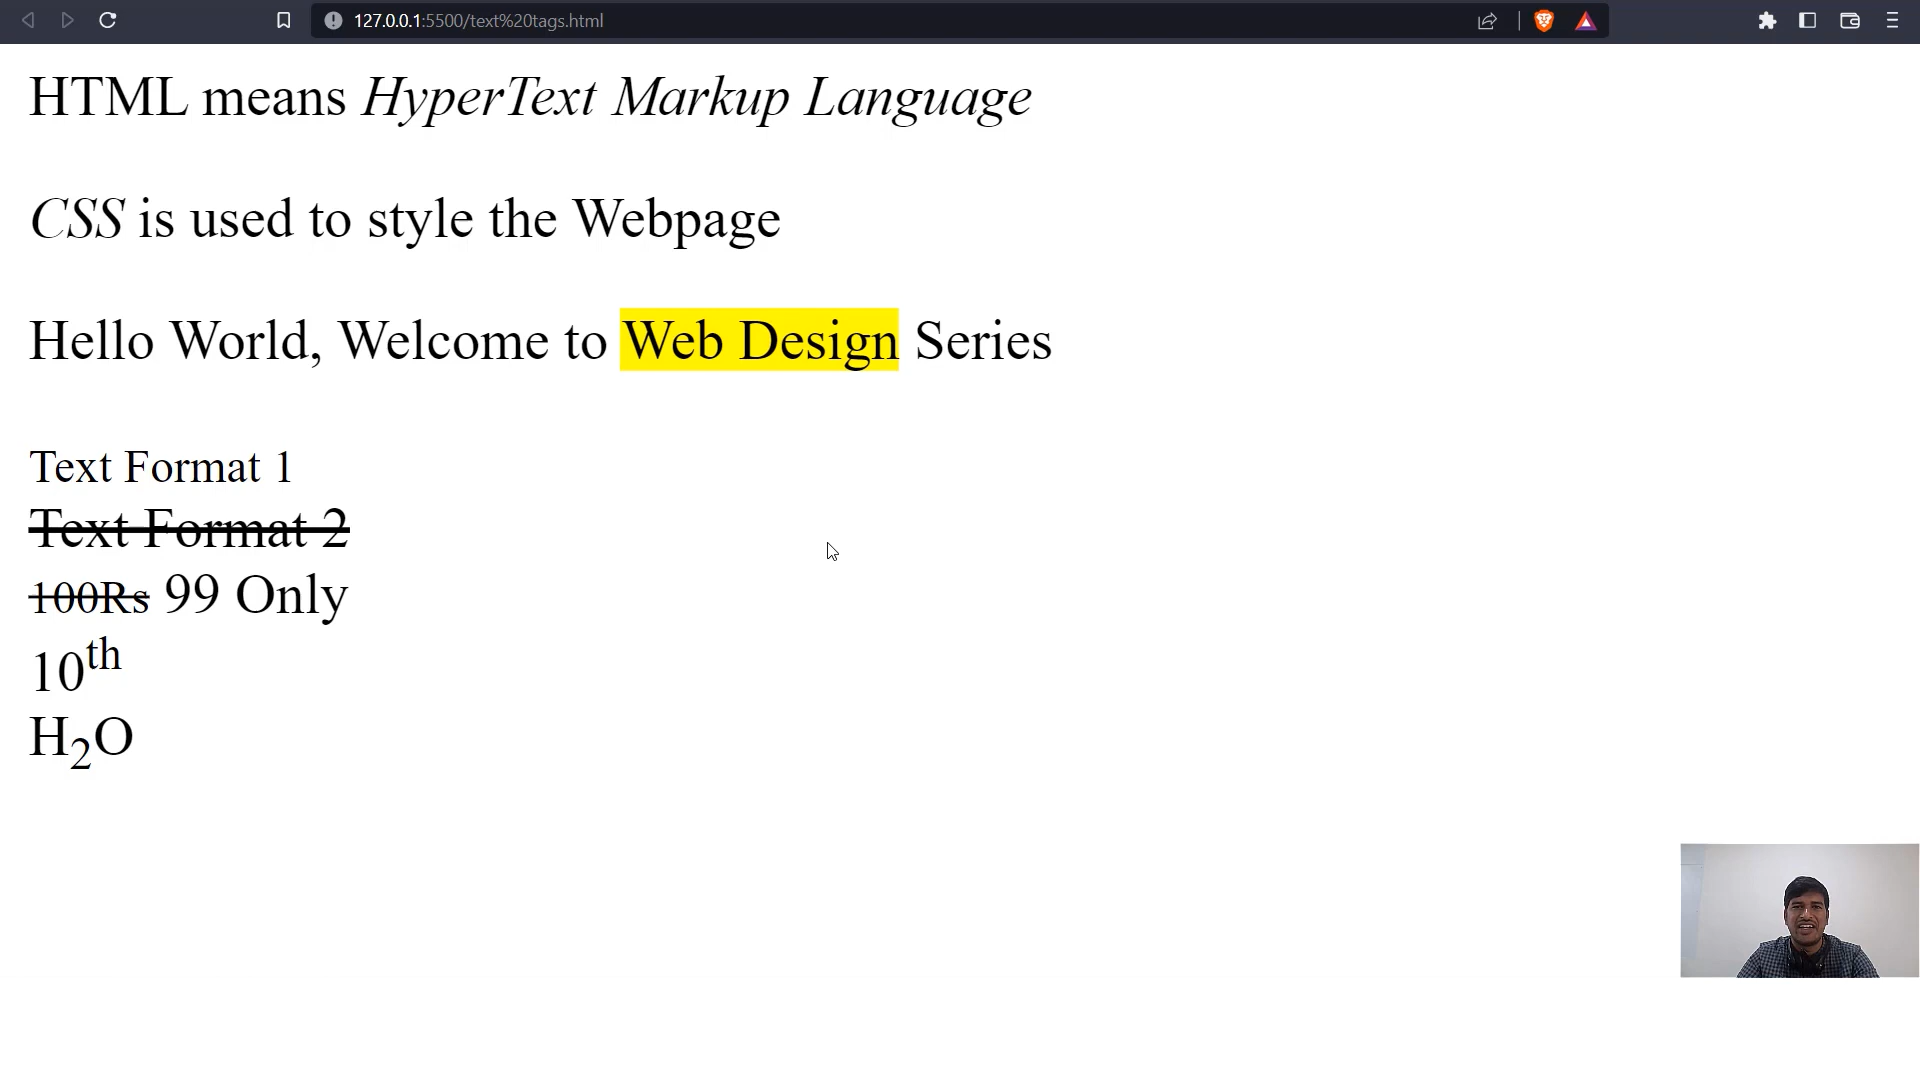 127.0.0.1:5500/text%20tags.html
HTML means HyperText Markup Language
CSS is used to style the Webpage
Hello World, Welcome to Web Design Series
Text Format 1
Text Format 2
100Rs 99 Only
10th
H2O